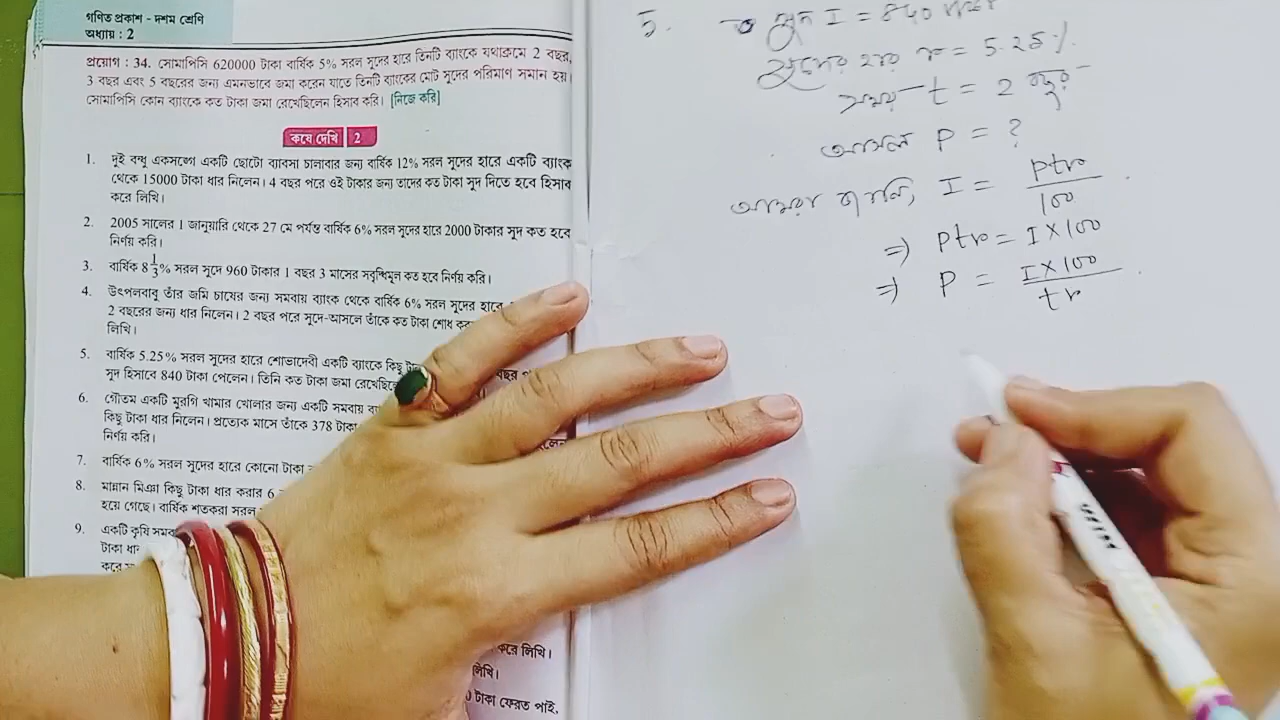 গণিত প্রকাশ - দশম শ্রেণি
অধ্যায় : 2
প্রয়োগ : 34. সোমাপিসি 620000 টাকা বার্ষিক 5% সরল সুদের হারে তিনটি ব্যাংকে যথাক্রমে 2 বছর,
3 বছর এবং 5 বছরের জন্য এমনভাবে জমা করেন যাতে তিনটি ব্যাংকের মোট সুদের পরিমাণ সমান হয়।
সোমাপিসি কোন ব্যাংকে কত টাকা জমা রেখেছিলেন হিসাব করি। [নিজে করি]
কষে দেখি 2
1. দুই বন্ধু একসঙ্গে একটি ছোটো ব্যাবসা চালাবার জন্য বার্ষিক 12% সরল সুদের হারে একটি ব্যাংক
থেকে 15000 টাকা ধার নিলেন। 4 বছর পরে ওই টাকার জন্য তাদের কত টাকা সুদ দিতে হবে হিসাব
করে লিখি।
2. 2005 সালের 1 জানুয়ারি থেকে 27 মে পর্যন্ত বার্ষিক 6% সরল সুদের হারে 2000 টাকার সুদ কত হবে
নির্ণয় করি।
3. বার্ষিক 8 1/3% সরল সুদে 960 টাকার 1 বছর 3 মাসের সবৃদ্ধিমূল কত হবে নির্ণয় করি।
4. উৎপলবাবু তাঁর জমি চাষের জন্য সমবায় ব্যাংক থেকে বার্ষিক 6% সরল সুদের হারে
2 বছরের জন্য ধার নিলেন। 2 বছর পরে সুদে-আসলে তাঁকে কত টাকা শোধ
লিখি।
5. বার্ষিক 5.25% সরল সুদের হারে শোভাদেবী একটি ব্যাংকে কিছু
সুদ হিসাবে 840 টাকা পেলেন। তিনি কত টাকা জমা
6. গৌতম একটি মুরগি খামার খোলার জন্য একটি সমবায়
কিছু টাকা ধার নিলেন। প্রত্যেক মাসে তাঁকে 378 টাকা
নির্ণয় করি।
7. বার্ষিক 6% সরল সুদের হারে কোনো টাকা
8. মান্নান মিঞা কিছু টাকা ধার করার 6
হয়ে গেছে। বার্ষিক শতকরা সরল
9. একটি কৃষি
টাকা
করে
করে লিখি।
লিখি।
টাকা ফেরত পাই,
5. সুদ I = 840 টাকা
সুদের হার r = 5.25%
সময় t = 2 বছর
আসল P = ?
আমরা জানি, I = Ptr/100
⇒ Ptr = I×100
⇒ P = I×100/tr